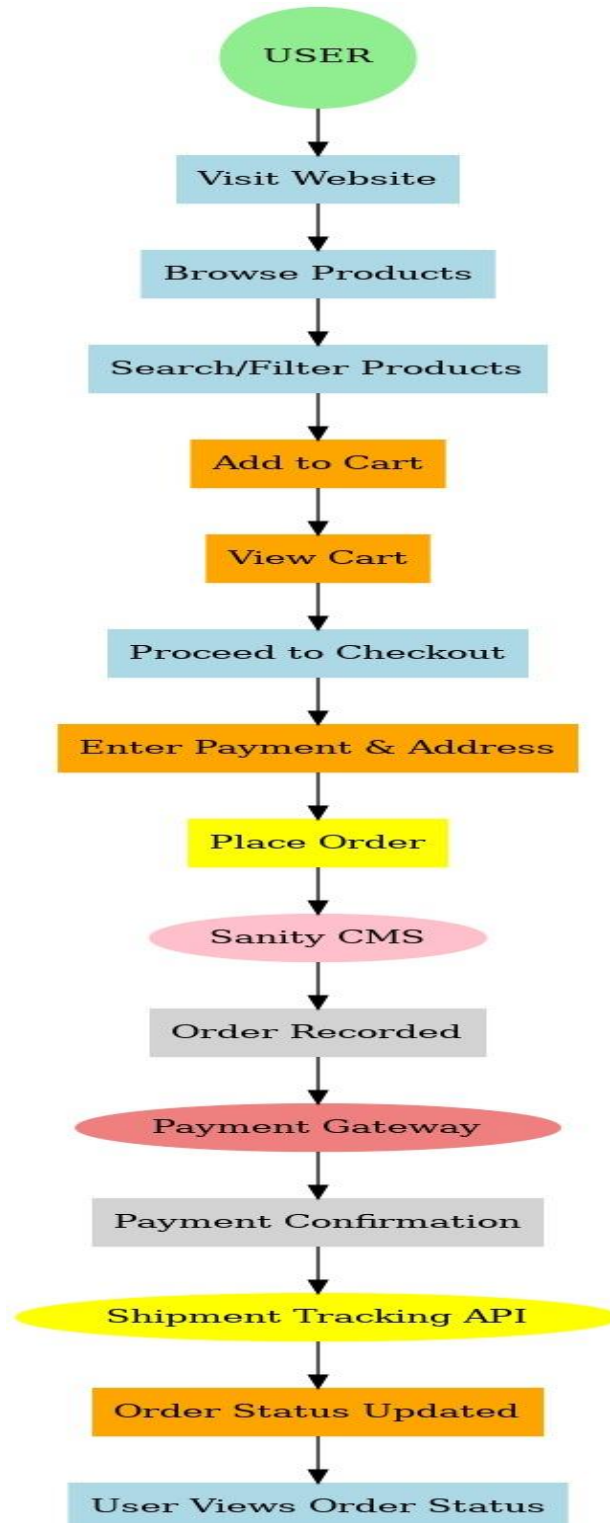 USER
Visit Website
Browse Products
Search/Filter Products
Add to Cart
View Cart
Proceed to Checkout
Enter Payment & Address
Place Order
Sanity CMS
Order Recorded
Payment Gateway
Payment Confirmation
Shipment Tracking API
Order Status Updated
User Views Order Status